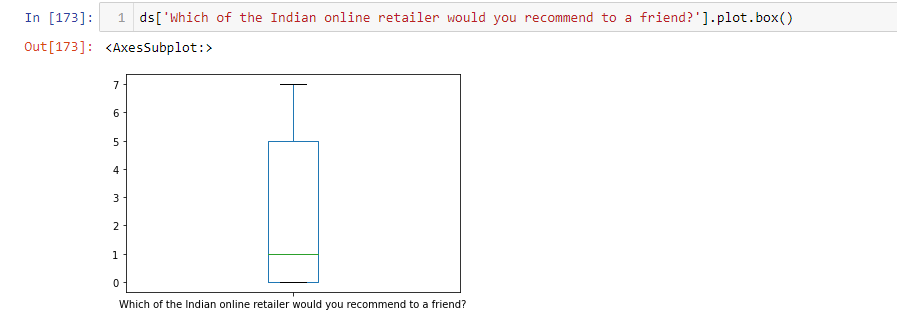 In [173]: 1 ds['Which of the Indian online retailer would you recommend to a friend?'].plot.box()
Out[173]: <AxesSubplot:>
7
6
5
4
3
2
1
0
Which of the Indian online retailer would you recommend to a friend?